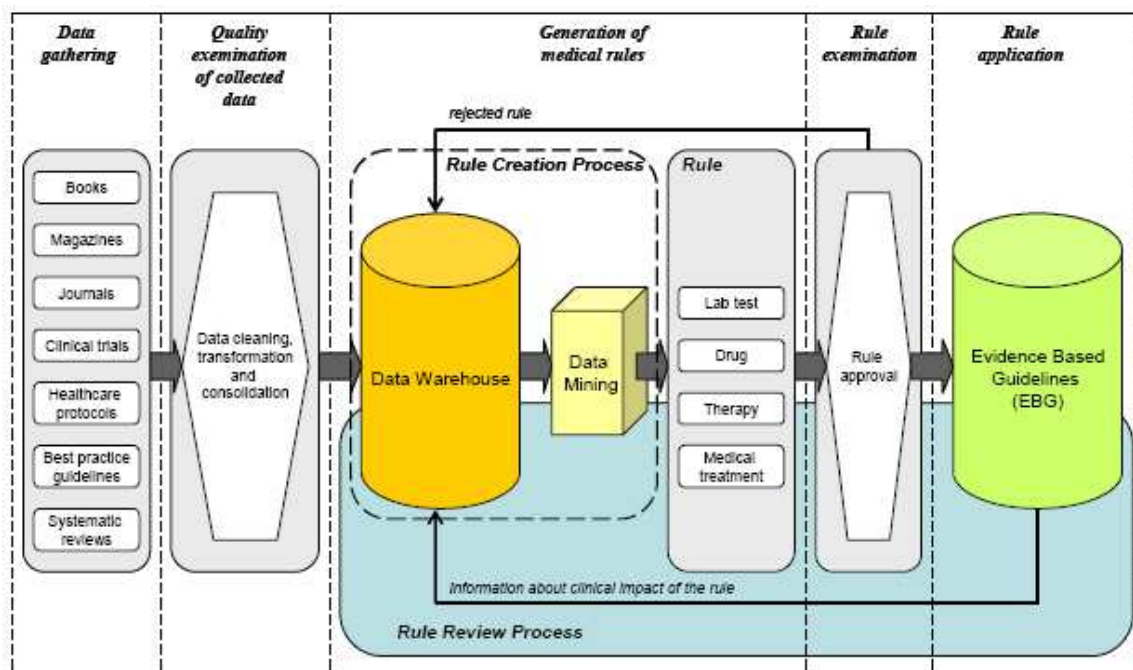 Data
gathering
Quality
exemination
of collected
data
Generation of
medical rules
Rule
exemination
Rule
application
rejected rule
Rule Creation Process
Rule
Books
Magazines
Journals
Clinical trials
Healthcare
protocols
Best practice
guidelines
Systematic
reviews
Data cleaning,
transformation
and
consolidation
Data Warehouse
Data
Mining
Lab test
Drug
Therapy
Medical
treatment
Rule
approval
Evidence Based
Guidelines
(EBG)
Information about clinical impact of the rule
Rule Review Process